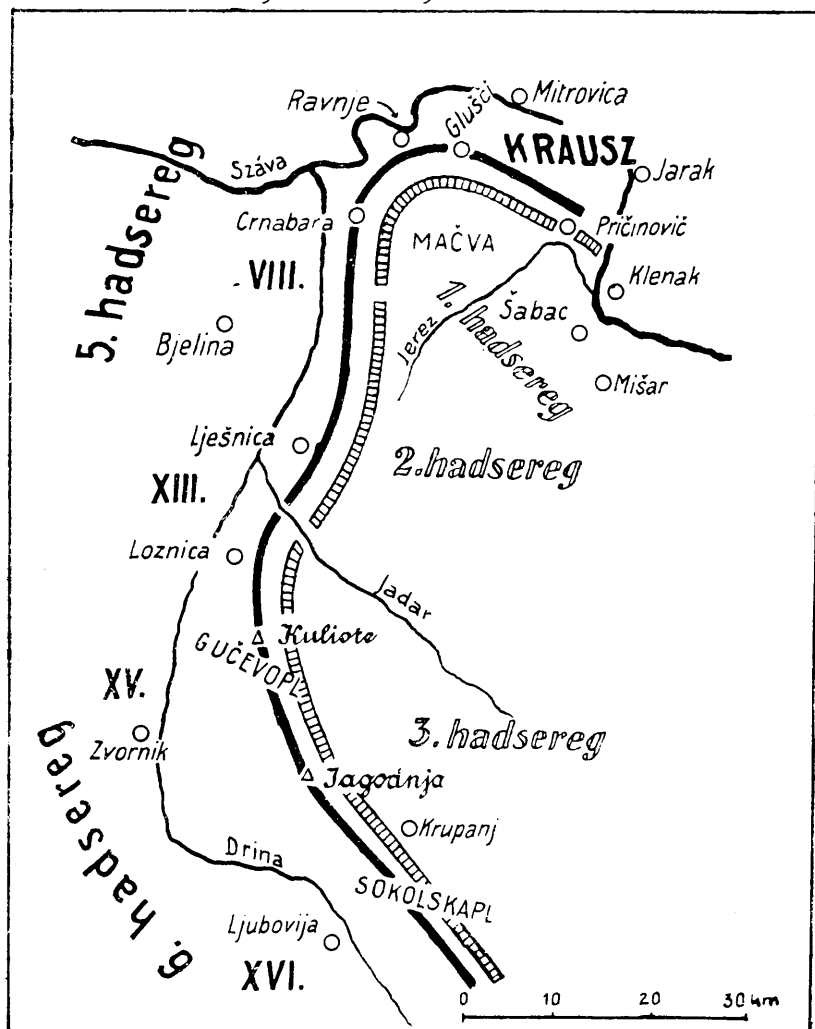 Ravnje
Glušci
Mitrovica
KRAUSZ
Jarak
Száva
Crnabara
Pričinovič
MAČVA
5. hadsereg
VIII.
Klenak
1. hadsereg
Šabac
Jerez
Bjelina
Mišar
Lješnica
2. hadsereg
XIII.
Loznica
Jadar
Kuliste
GUČEVOPL
XV.
Zvornik
3. hadsereg
6. hadsereg
Jagodnja
Krupanj
Drina
SOKOLSKAPL
Ljubovija
XVI.
0 10 20 30 km